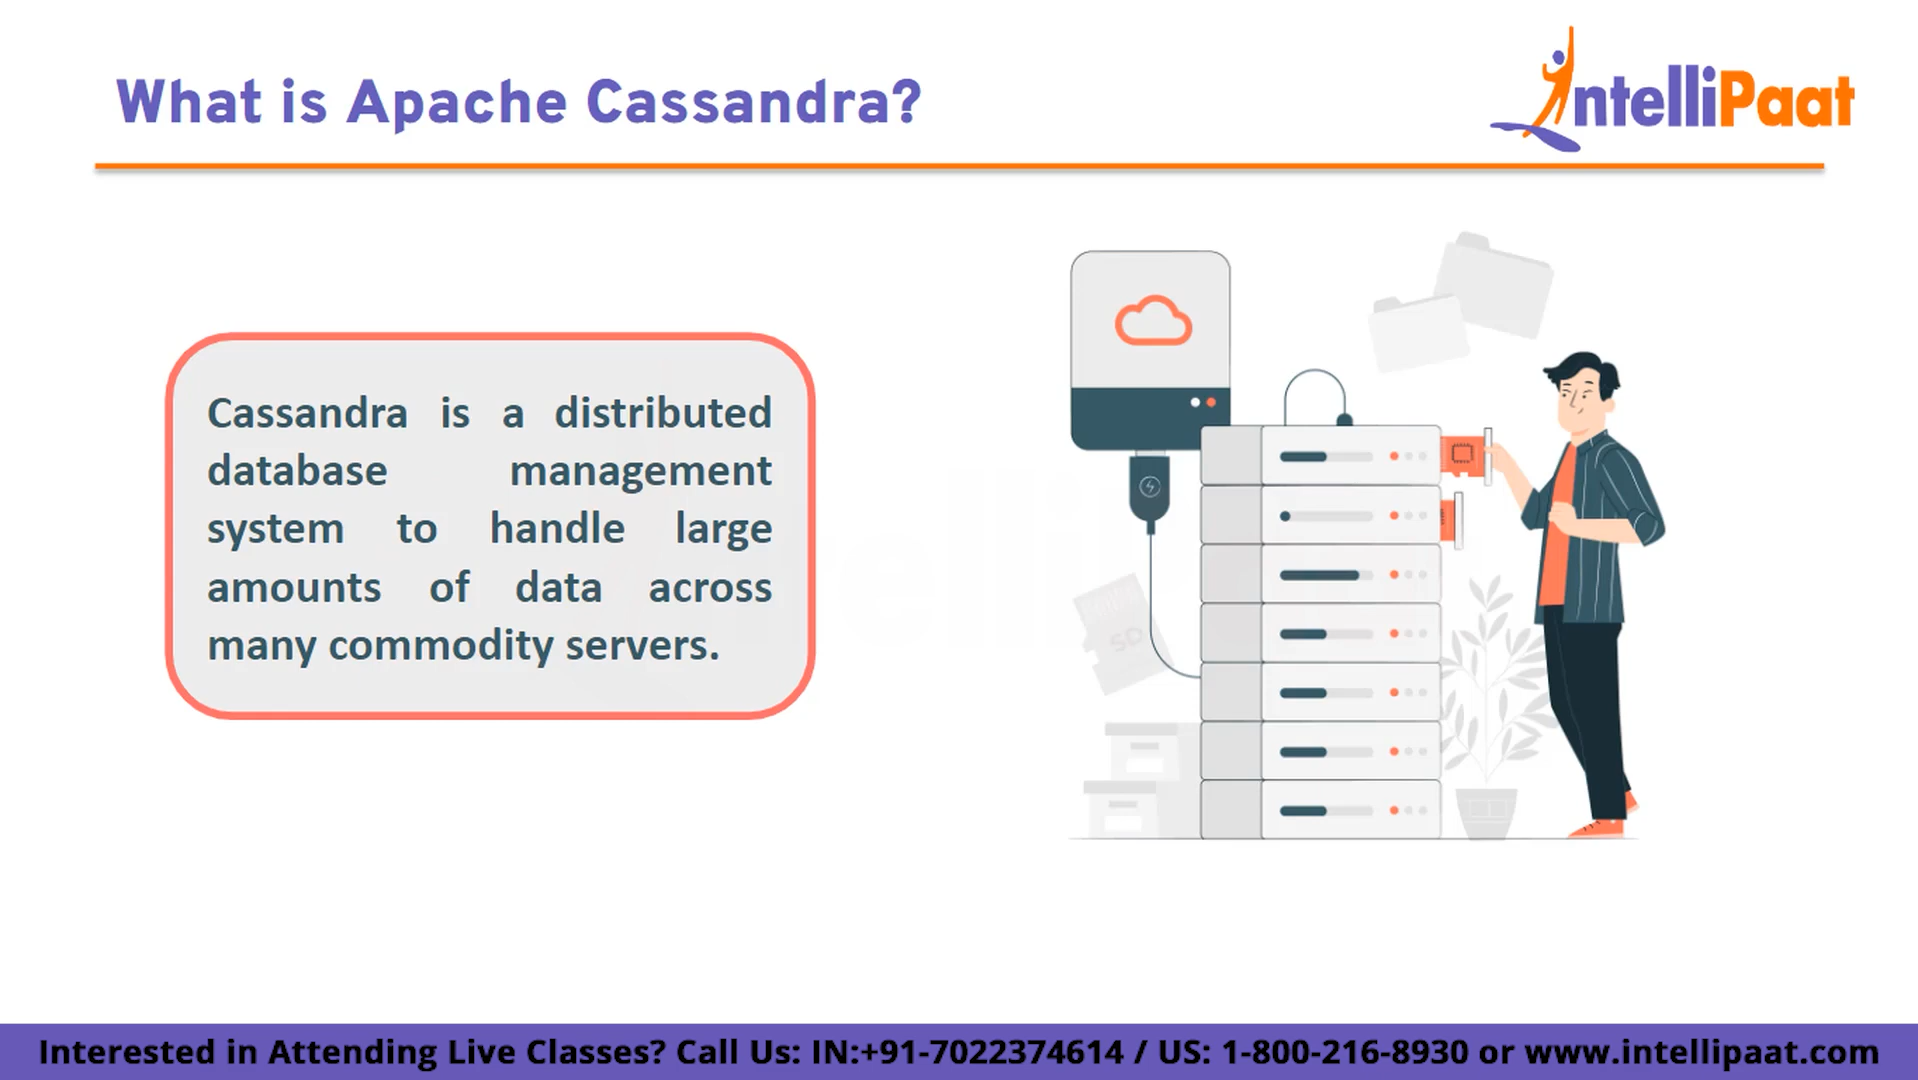 What is Apache Cassandra?
IntelliPaat
Cassandra is a distributed
database management
system to handle large
amounts of data across
many commodity servers.
SD
Interested in Attending Live Classes? Call Us: IN:+91-7022374614 / US: 1-800-216-8930 or www.intellipaat.com